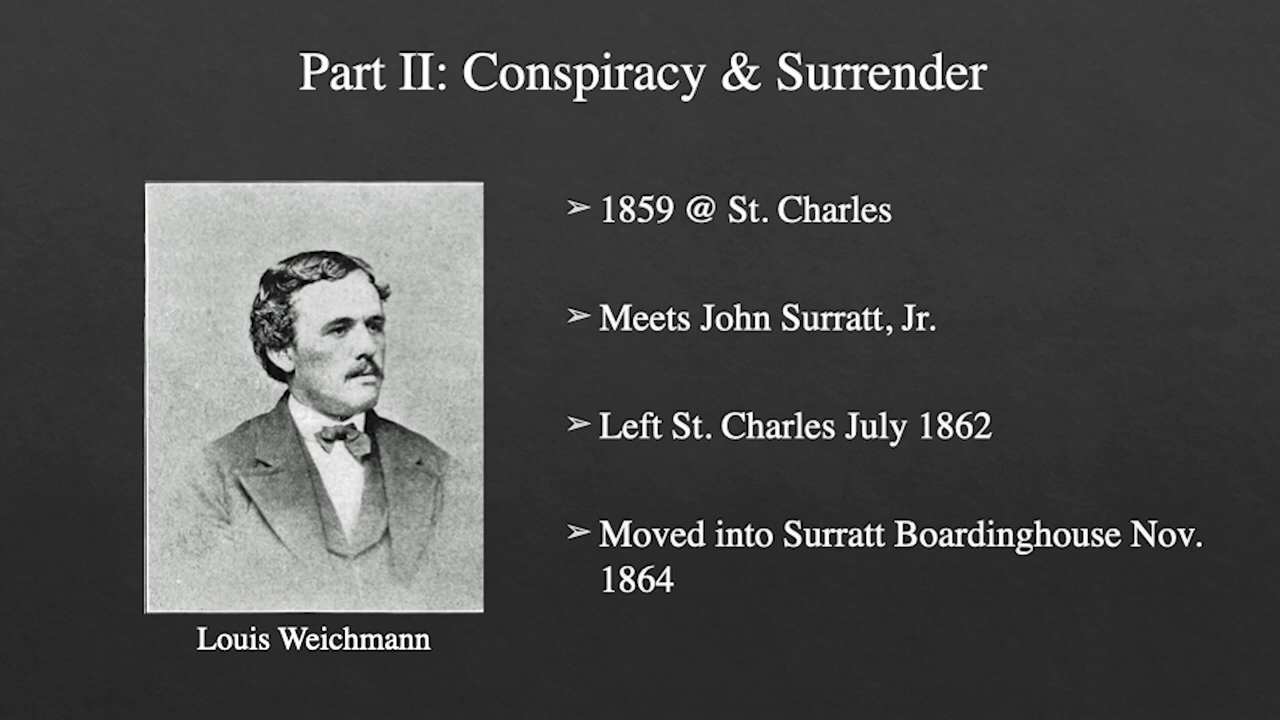 Part II: Conspiracy & Surrender
➢ 1859 @ St. Charles
➢ Meets John Surratt, Jr.
➢ Left St. Charles July 1862
➢ Moved into Surratt Boardinghouse Nov.
1864
Louis Weichmann